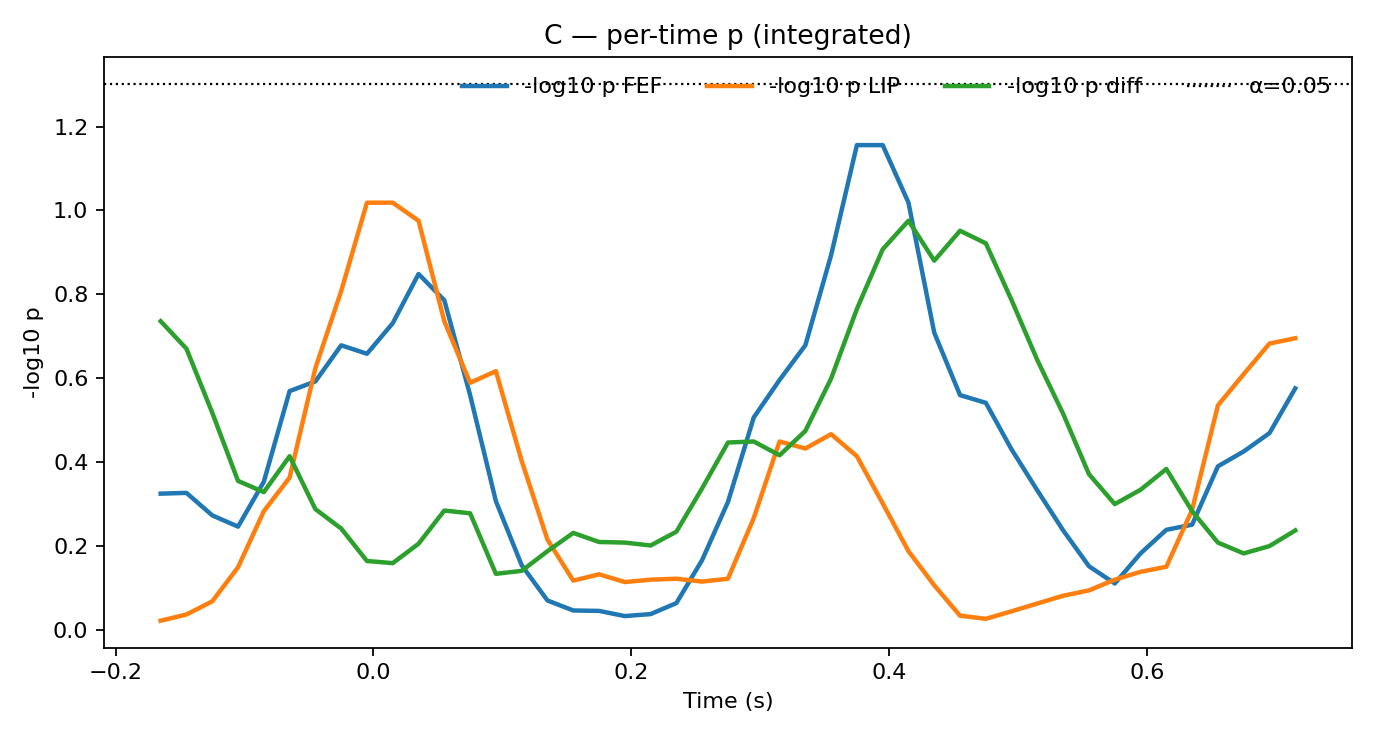 C — per-time p (integrated)
-log10 p FEF -log10 p LIP -log10 p diff α=0.05
1.2
1.0
0.8
0.6
0.4
0.2
0.0
-log10 p
−0.2 0.0 0.2 0.4 0.6
Time (s)